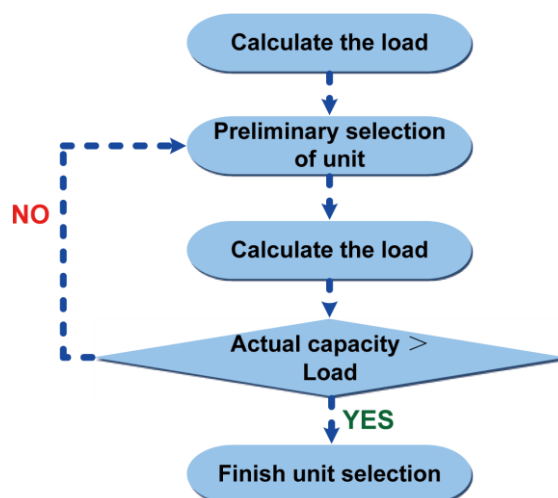 Calculate the load
Preliminary selection
of unit
NO
Calculate the load
Actual capacity >
Load
YES
Finish unit selection